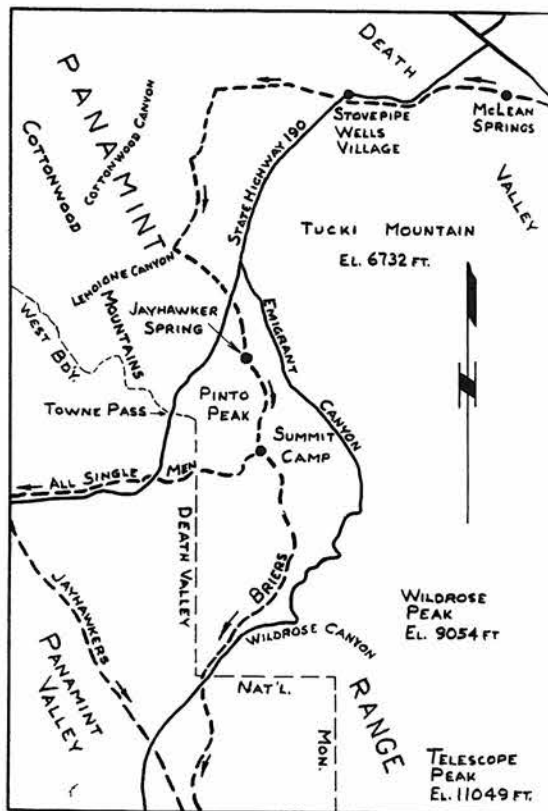 DEATH
PANAMINT
COTTONWOOD CANYON
COTTONWOOD
STOVEPIPE
WELLS
VILLAGE
MCLEAN
SPRINGS
VALLEY
STATE HIGHWAY 190
TUCKI MOUNTAIN
EL. 6732 FT.
LEMOIGNE CANYON
MOUNTAINS
JAYHAWKER
SPRING
EMIGRANT
CANYON
WEST BDY.
PINTO
PEAK
TOWNE PASS
SUMMIT
CAMP
ALL SINGLE MEN
DEATH VALLEY
BRIERS
JAYHAWKERS
WILDROSE
PEAK
EL. 9054 FT
WILDROSE CANYON
PANAMINT
VALLEY
NAT'L.
MON.
RANGE
TELESCOPE
PEAK
EL. 11049 FT.